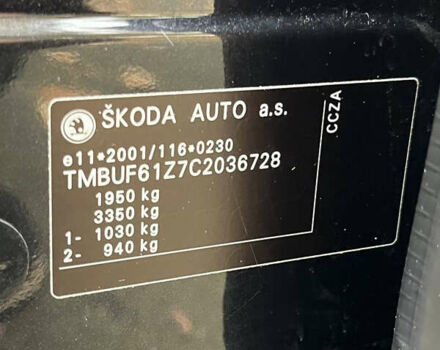 ŠKODA AUTO a.s.
e11*2001/116*0230
TMBUF61Z7C2036728
1950 kg
3350 kg
1- 1030 kg
2- 940 kg
CCZA